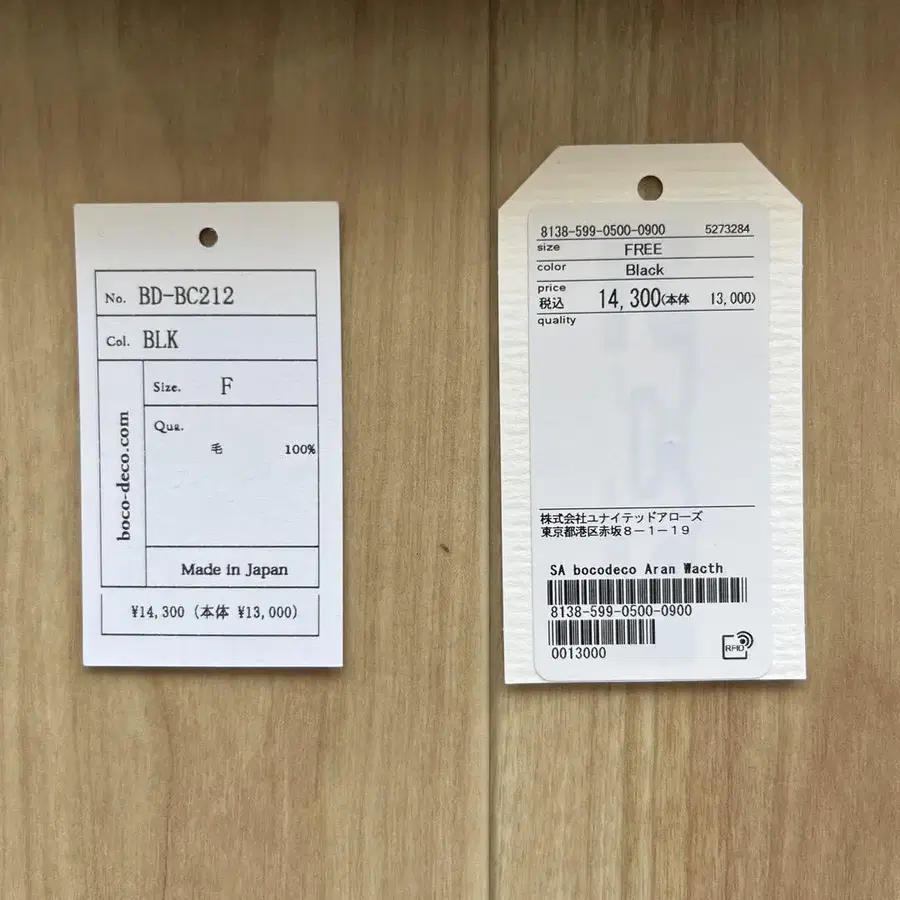 No. BD-BC212
Col. BLK
boco-deco.com
Size. F
Qua.
毛 100%
Made in Japan
¥14,300 (本体 ¥13,000)
8138-599-0500-0900 5273284
size FREE
color Black
price
税込 14,300(本体 13,000)
quality
株式会社ユナイテッドアローズ
東京都港区赤坂8-1-19
SA bocodeco Aran Wacth
8138-599-0500-0900
0013000
RFID